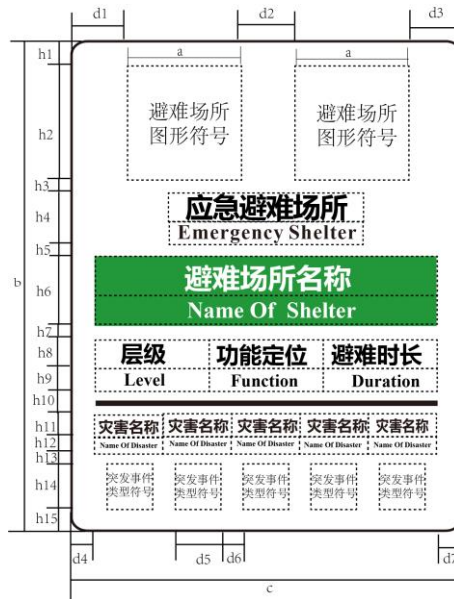 d1 d2 d3
h1
a a
避难场所 避难场所
图形符号 图形符号
h2
h3
应急避难场所
h4
Emergency Shelter
h5
b
避难场所名称
h6
Name Of Shelter
h7
层级 功能定位 避难时长
h8
Level Function Duration
h9
h10
灾害名称 灾害名称 灾害名称 灾害名称 灾害名称
h11
Name Of Disaster Name Of Disaster Name Of Disaster Name Of Disaster Name Of Disaster
h12
h13
突发事件 突发事件 突发事件 突发事件 突发事件
类型符号 类型符号 类型符号 类型符号 类型符号
h14
h15
d4 d5 d6 d7
c